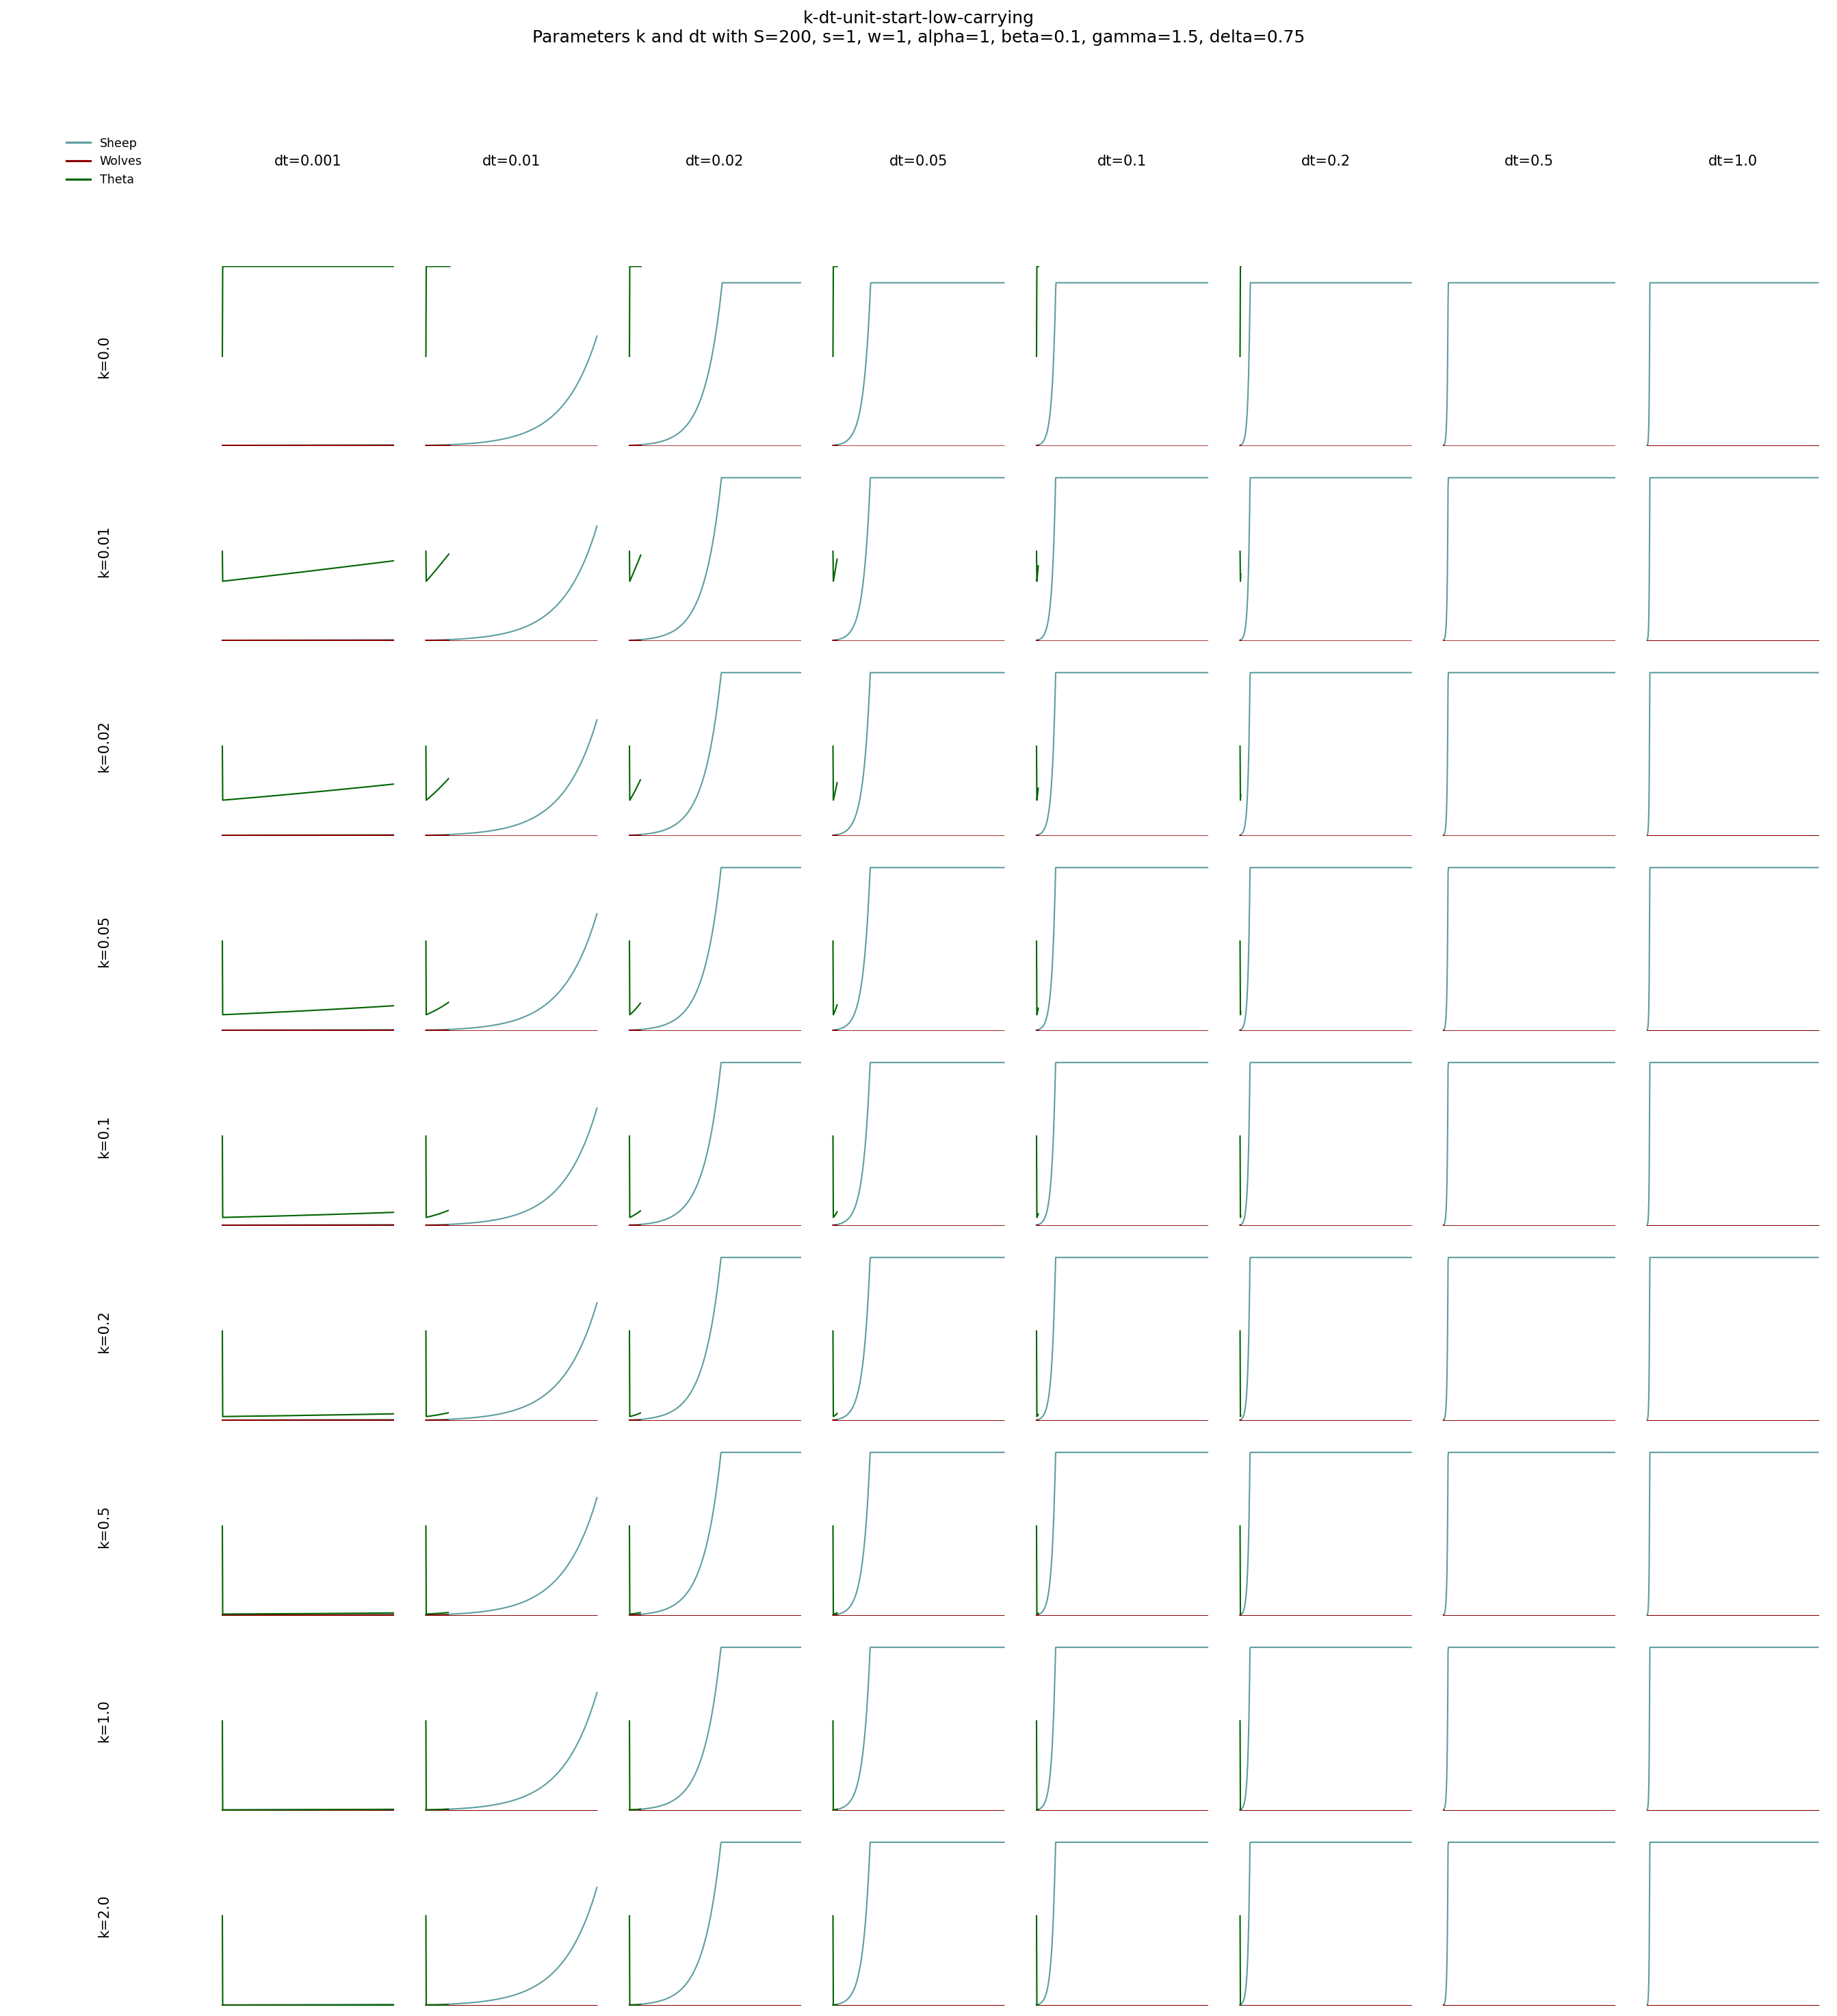 k-dt-unit-start-low-carrying
Parameters k and dt with S=200, s=1, w=1, alpha=1, beta=0.1, gamma=1.5, delta=0.75
Sheep
Wolves
Theta
dt=0.001
dt=0.01
dt=0.02
dt=0.05
dt=0.1
dt=0.2
dt=0.5
dt=1.0
k=0.0
k=0.01
k=0.02
k=0.05
k=0.1
k=0.2
k=0.5
k=1.0
k=2.0